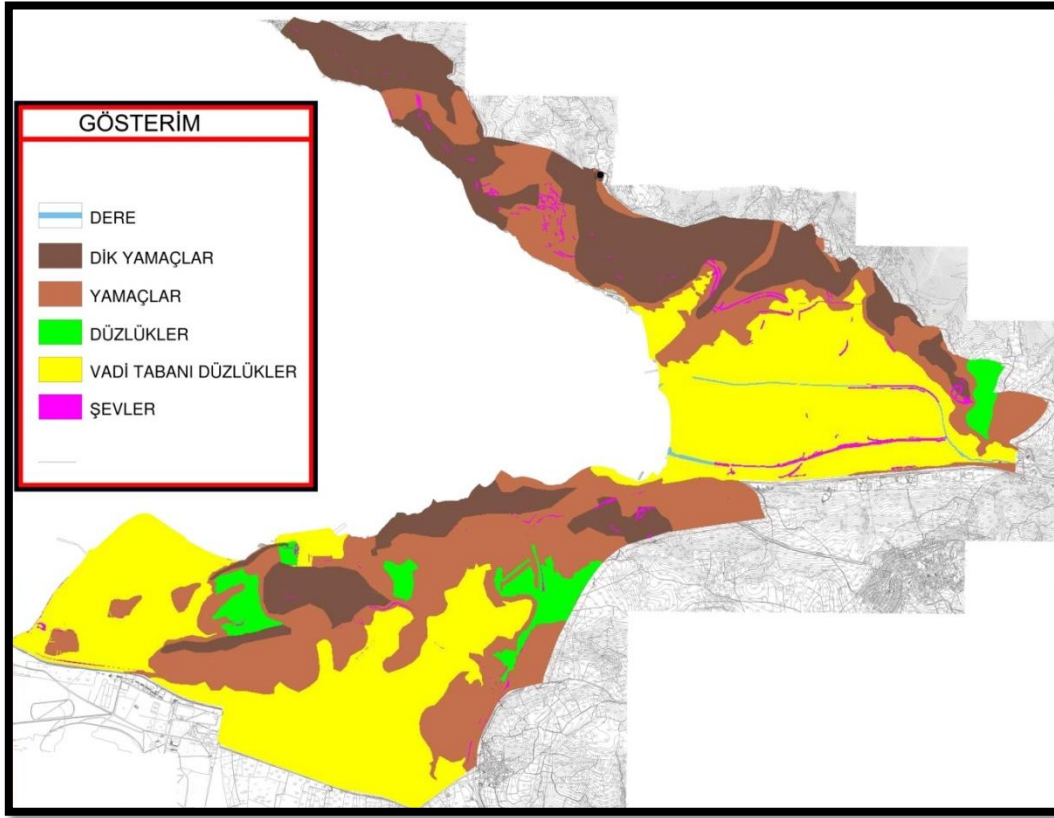 GÖSTERİM
DERE
DİK YAMAÇLAR
YAMAÇLAR
DÜZLÜKLER
VADİ TABANI DÜZLÜKLER
ŞEVLER